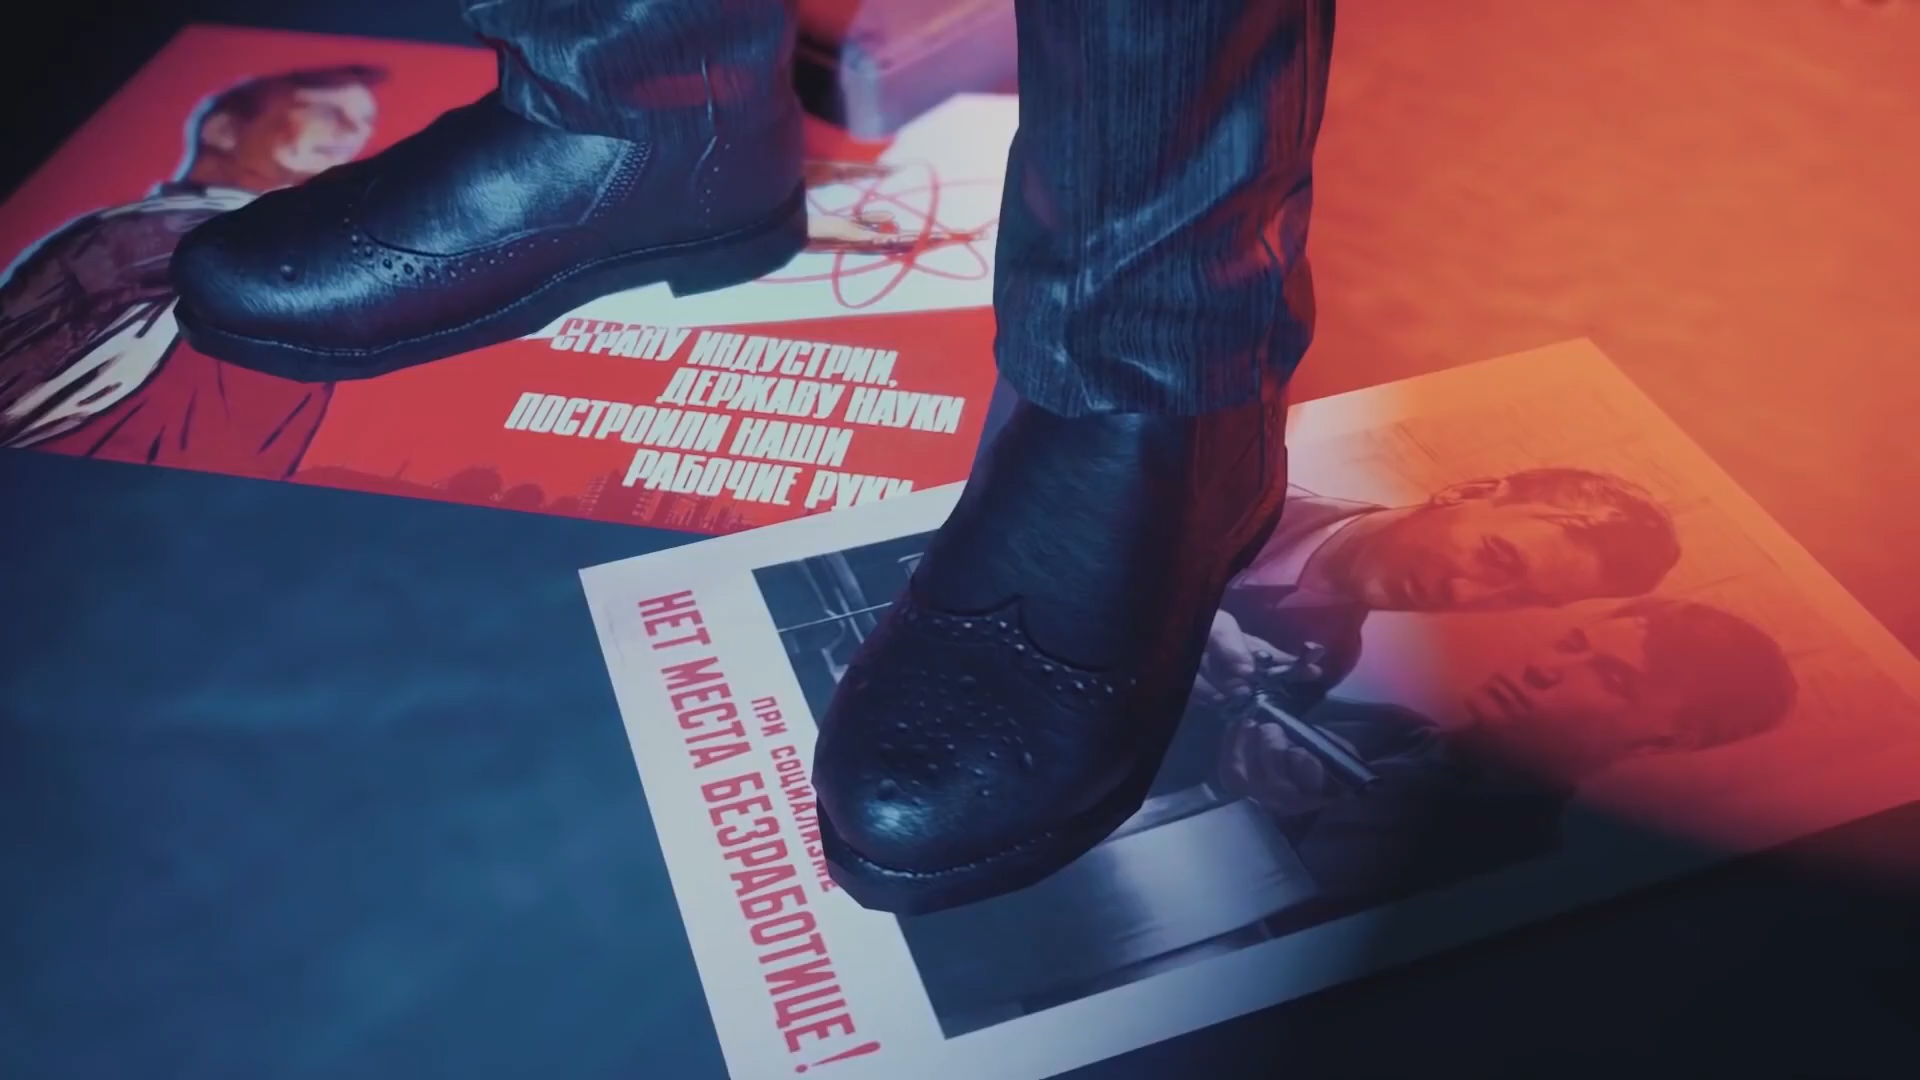 СТРАНУ ИНДУСТРИИ,
ДЕРЖАВУ НАУКИ
ПОСТРОИЛИ НАШИ
РАБОЧИЕ РУКИ
ПРИ СОЦИАЛИЗМЕ
НЕТ МЕСТА БЕЗРАБОТИЦЕ!